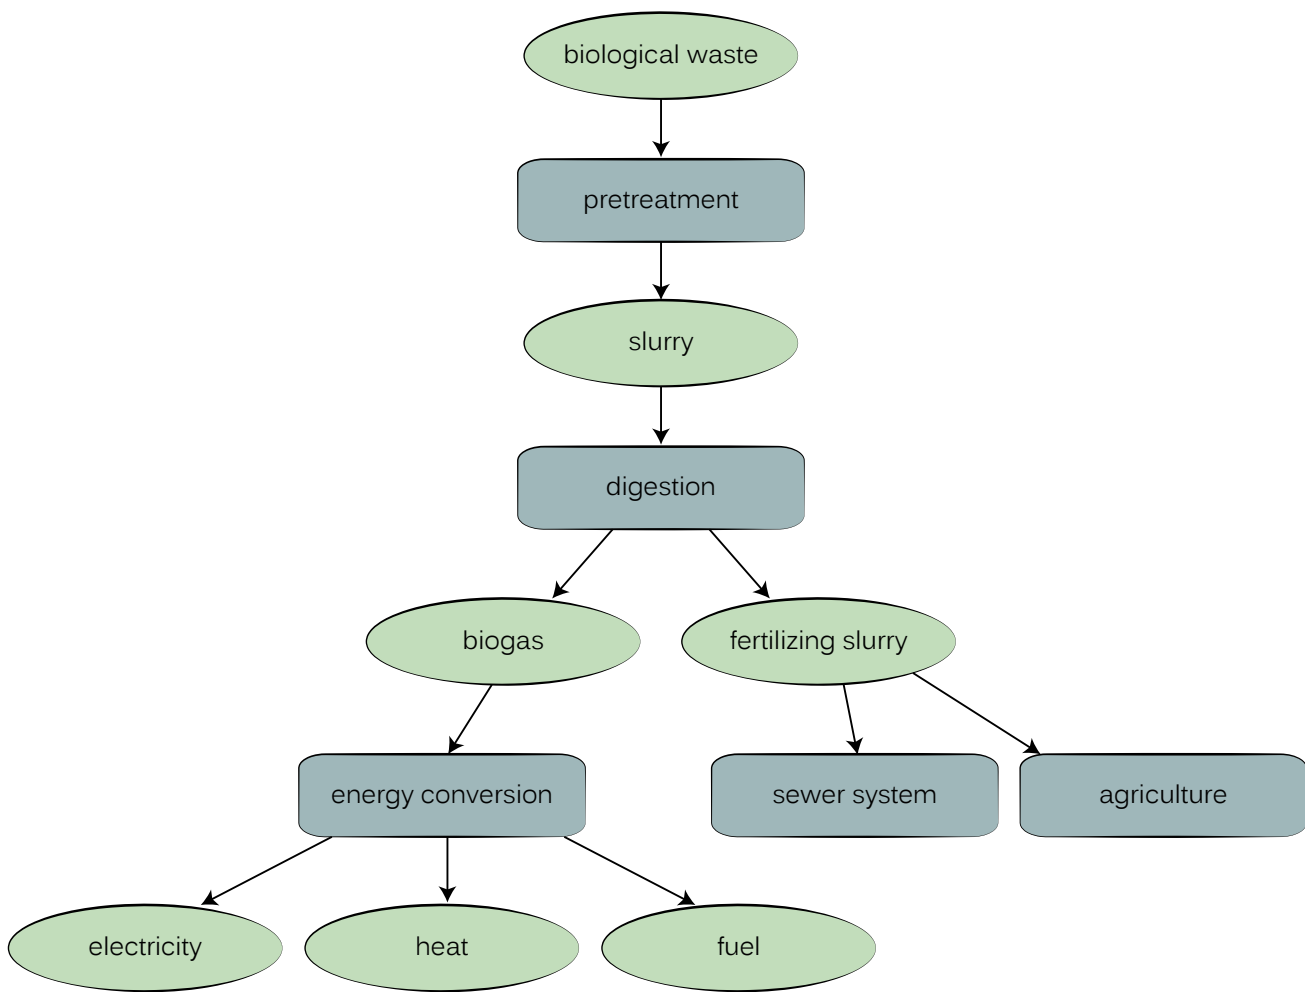 biological waste
pretreatment
slurry
digestion
biogas
fertilizing slurry
energy conversion
sewer system
agriculture
electricity
heat
fuel